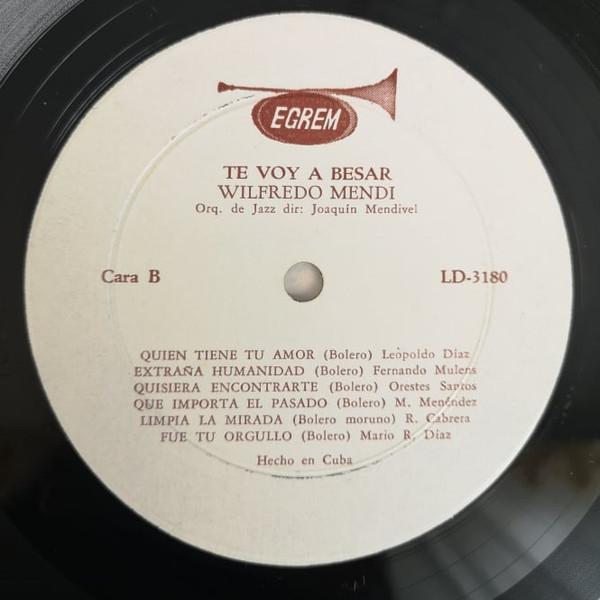 EGREM
TE VOY A BESAR
WILFREDO MENDI
Orq. de Jazz dir: Joaquín Mendivel
Cara B
LD-3180
QUIEN TIENE TU AMOR (Bolero) Leopoldo Díaz
EXTRAÑA HUMANIDAD (Bolero) Fernando Mulens
QUISIERA ENCONTRARTE (Bolero) Orestes Santos
QUE IMPORTA EL PASADO (Bolero) M. Menéndez
LIMPIA LA MIRADA (Bolero moruno) R. Cabrera
FUE TU ORGULLO (Bolero) Mario R. Díaz
Hecho en Cuba